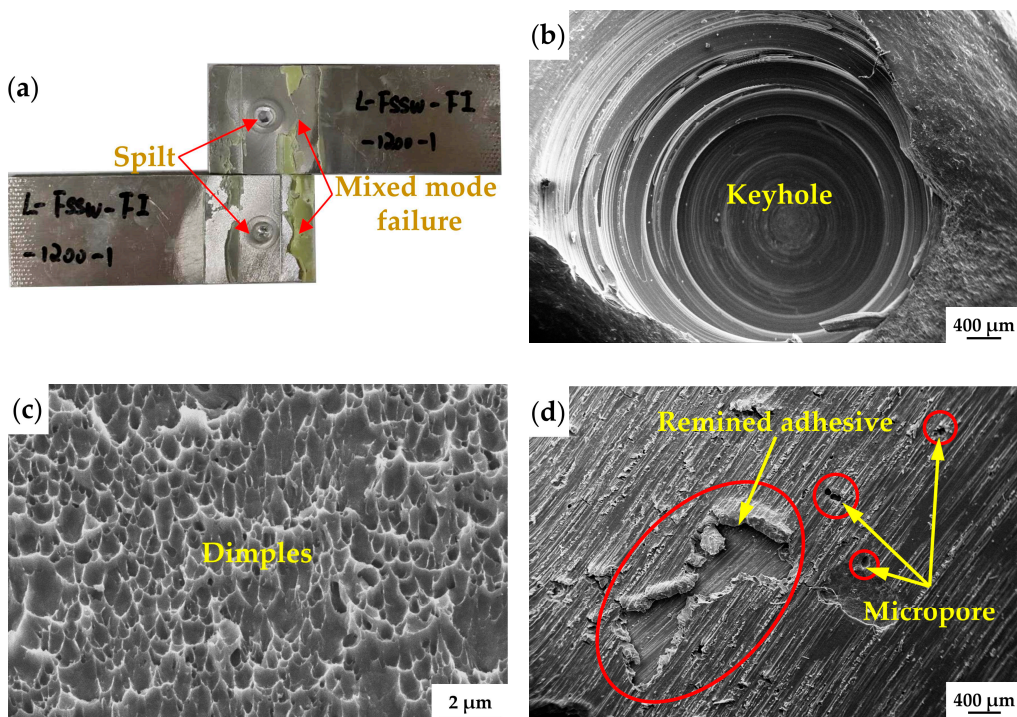 (a)
L-FSSW-FI
-1200-1
Spilt
Mixed mode
failure
L-FSSW-FI
-1200-1
(b)
Keyhole
400 μm
(c)
Dimples
2 μm
(d)
Remined adhesive
Micropore
400 μm